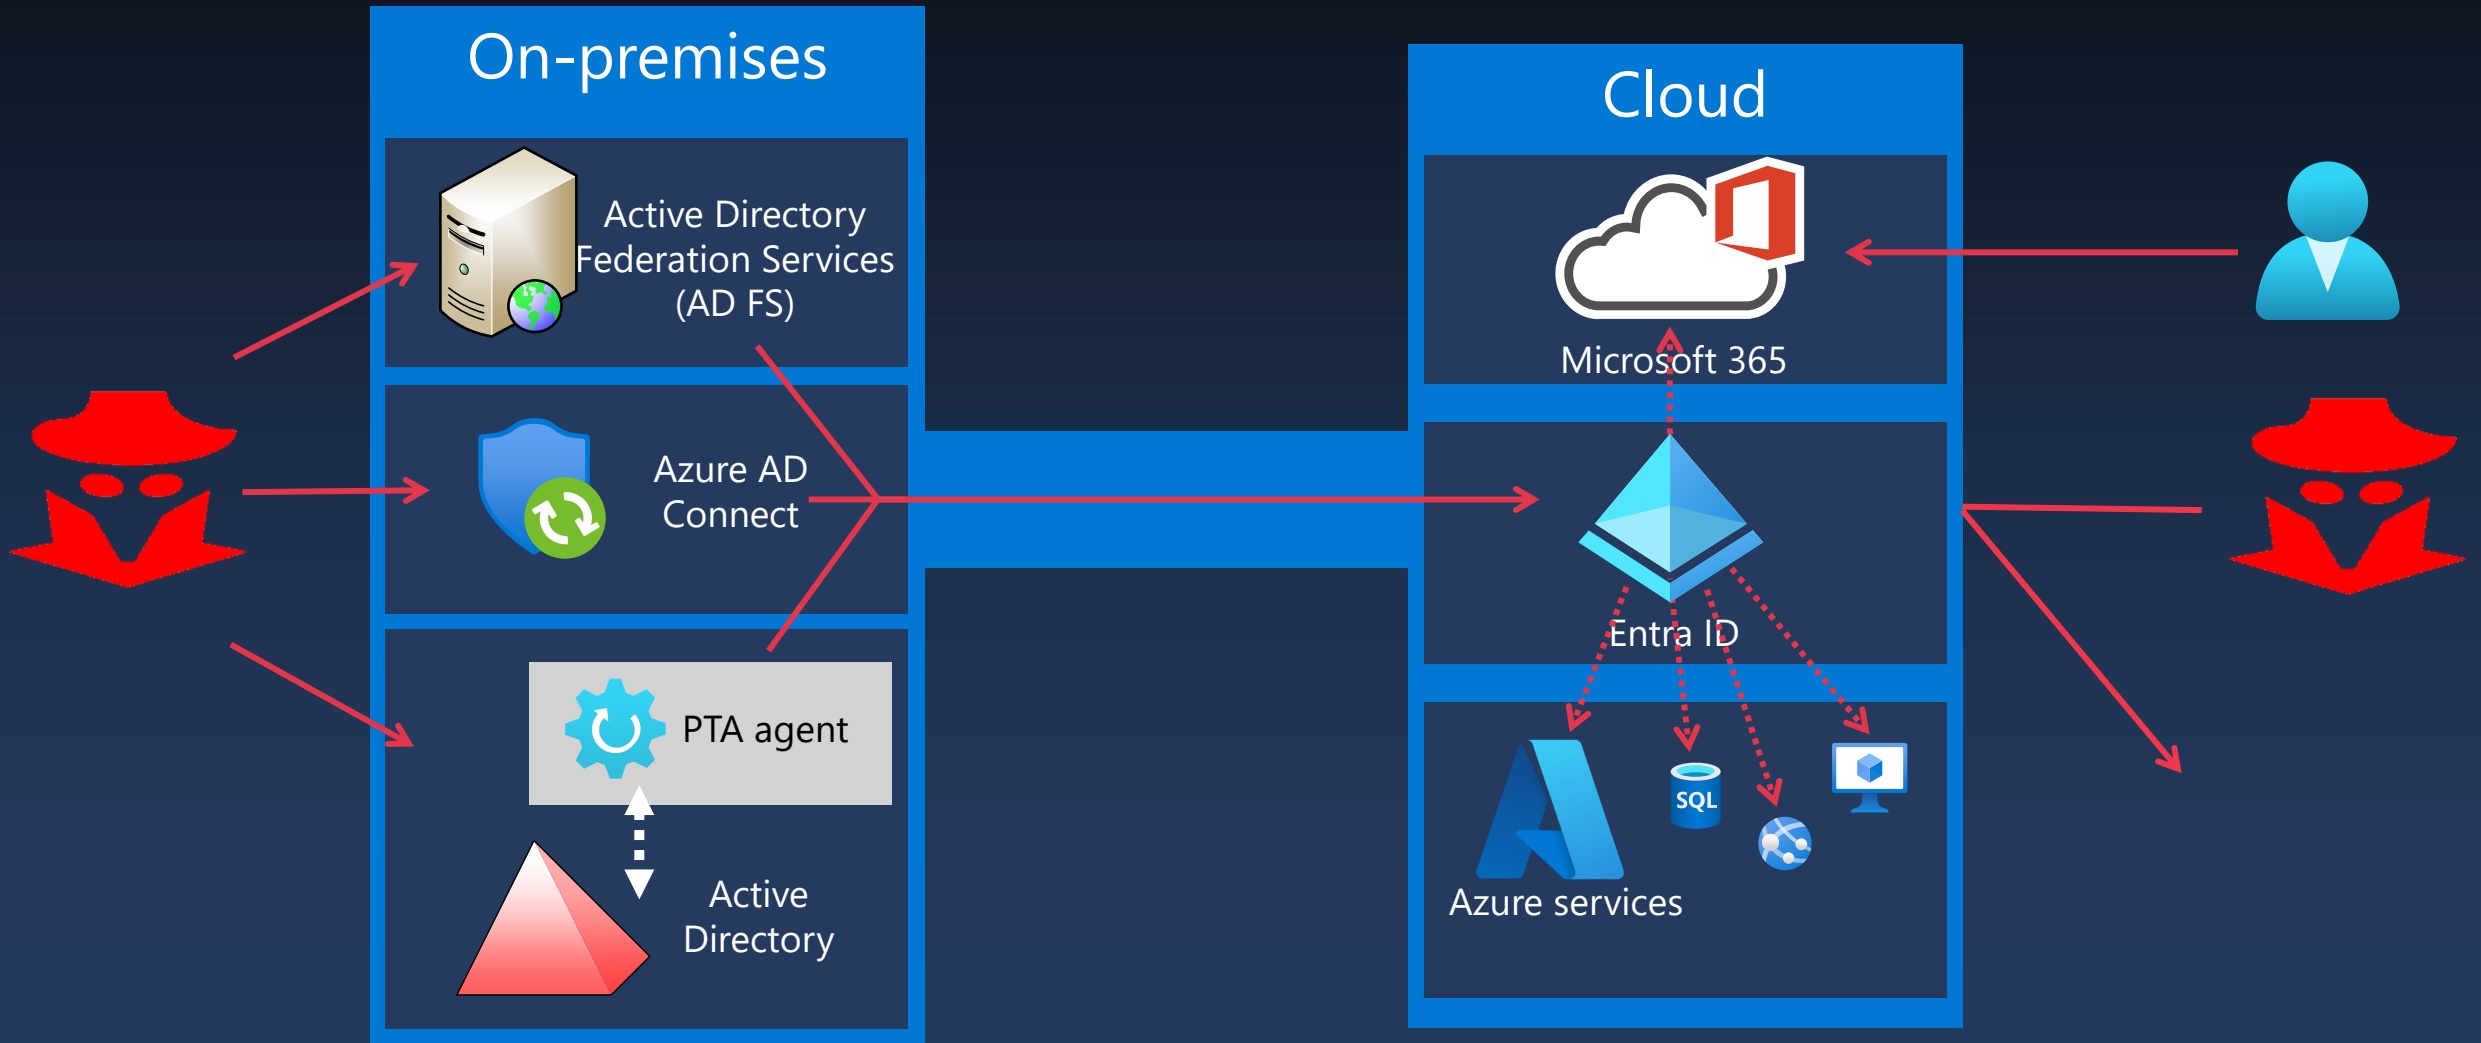 On-premises
Active Directory
Federation Services
(AD FS)
Azure AD
Connect
PTA agent
Active
Directory
Cloud
Microsoft 365
Entra ID
SQL
Azure services